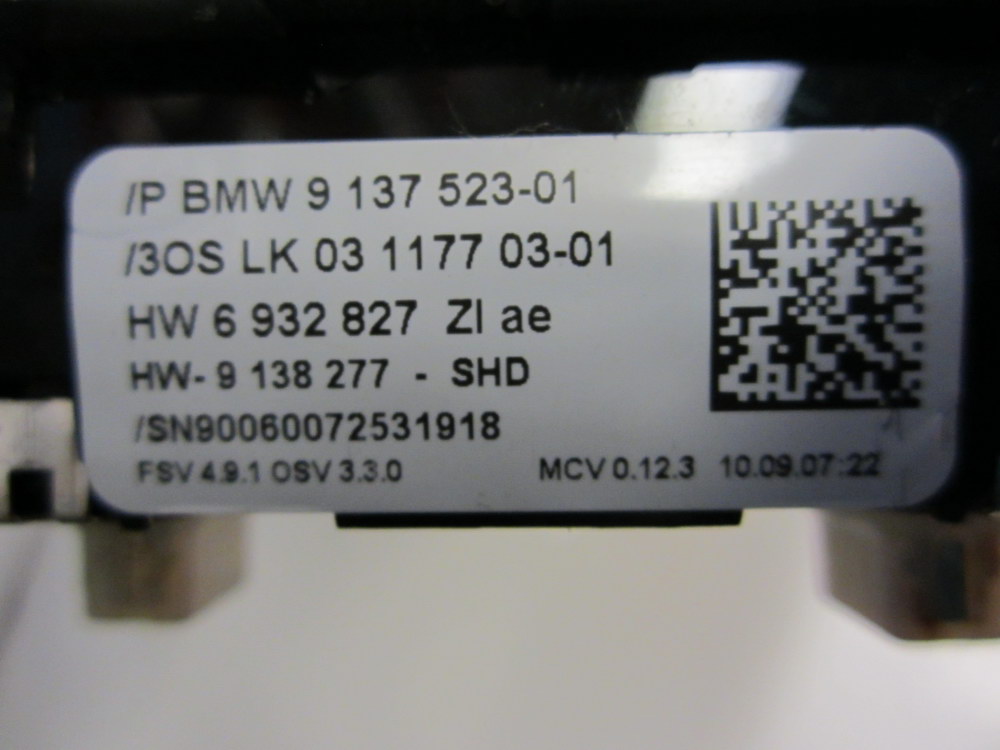 /P BMW 9 137 523-01
/3OS LK 03 1177 03-01
HW 6 932 827 ZI ae
HW- 9 138 277 - SHD
/SN90060072531918
FSV 4.9.1 OSV 3.3.0 MCV 0.12.3 10.09.07:22